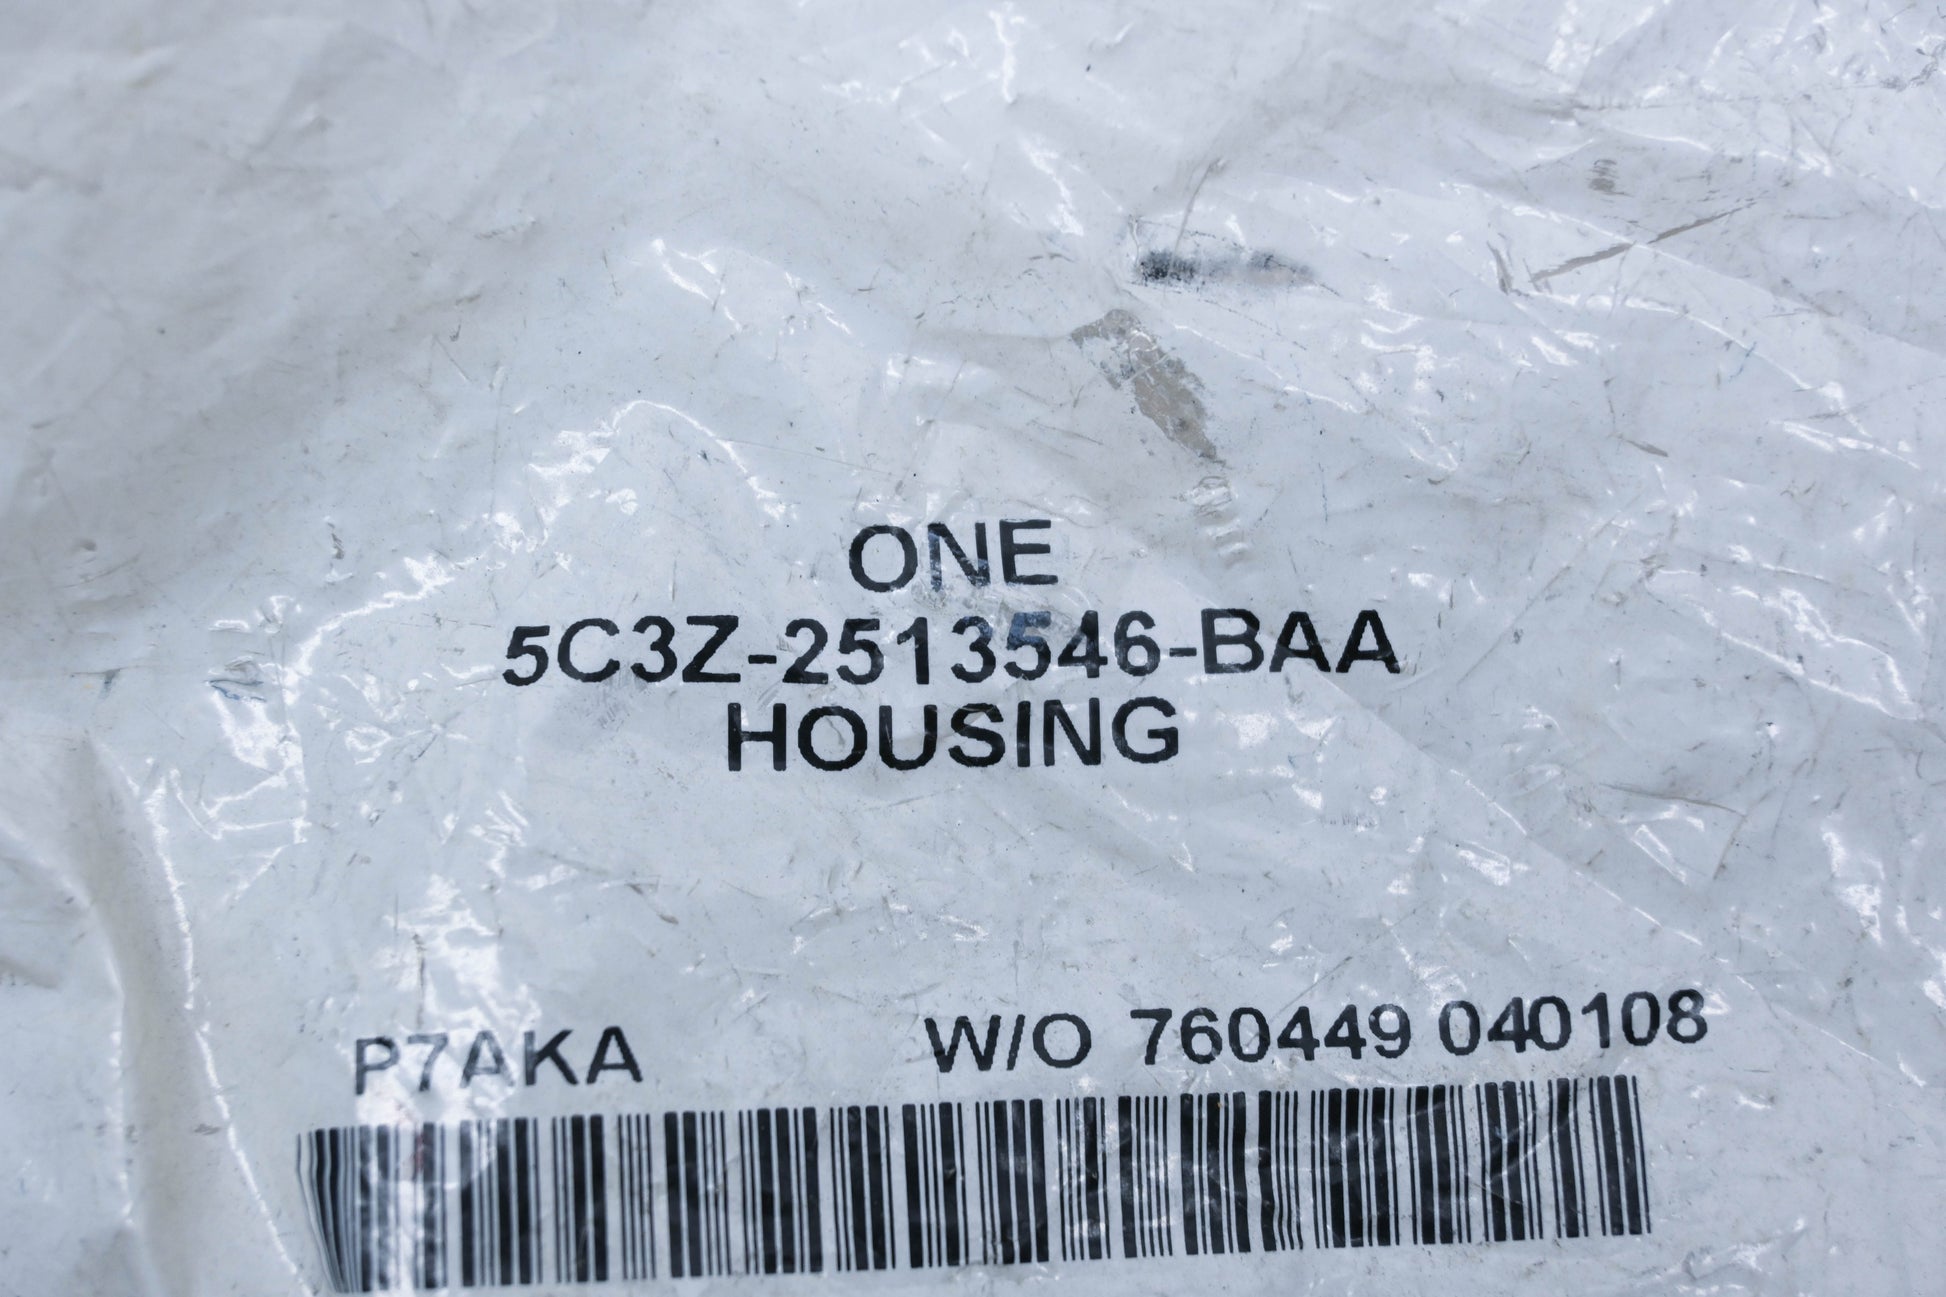 ONE
5C3Z-2513546-BAA
HOUSING
P7AKA W/O 760449 040108